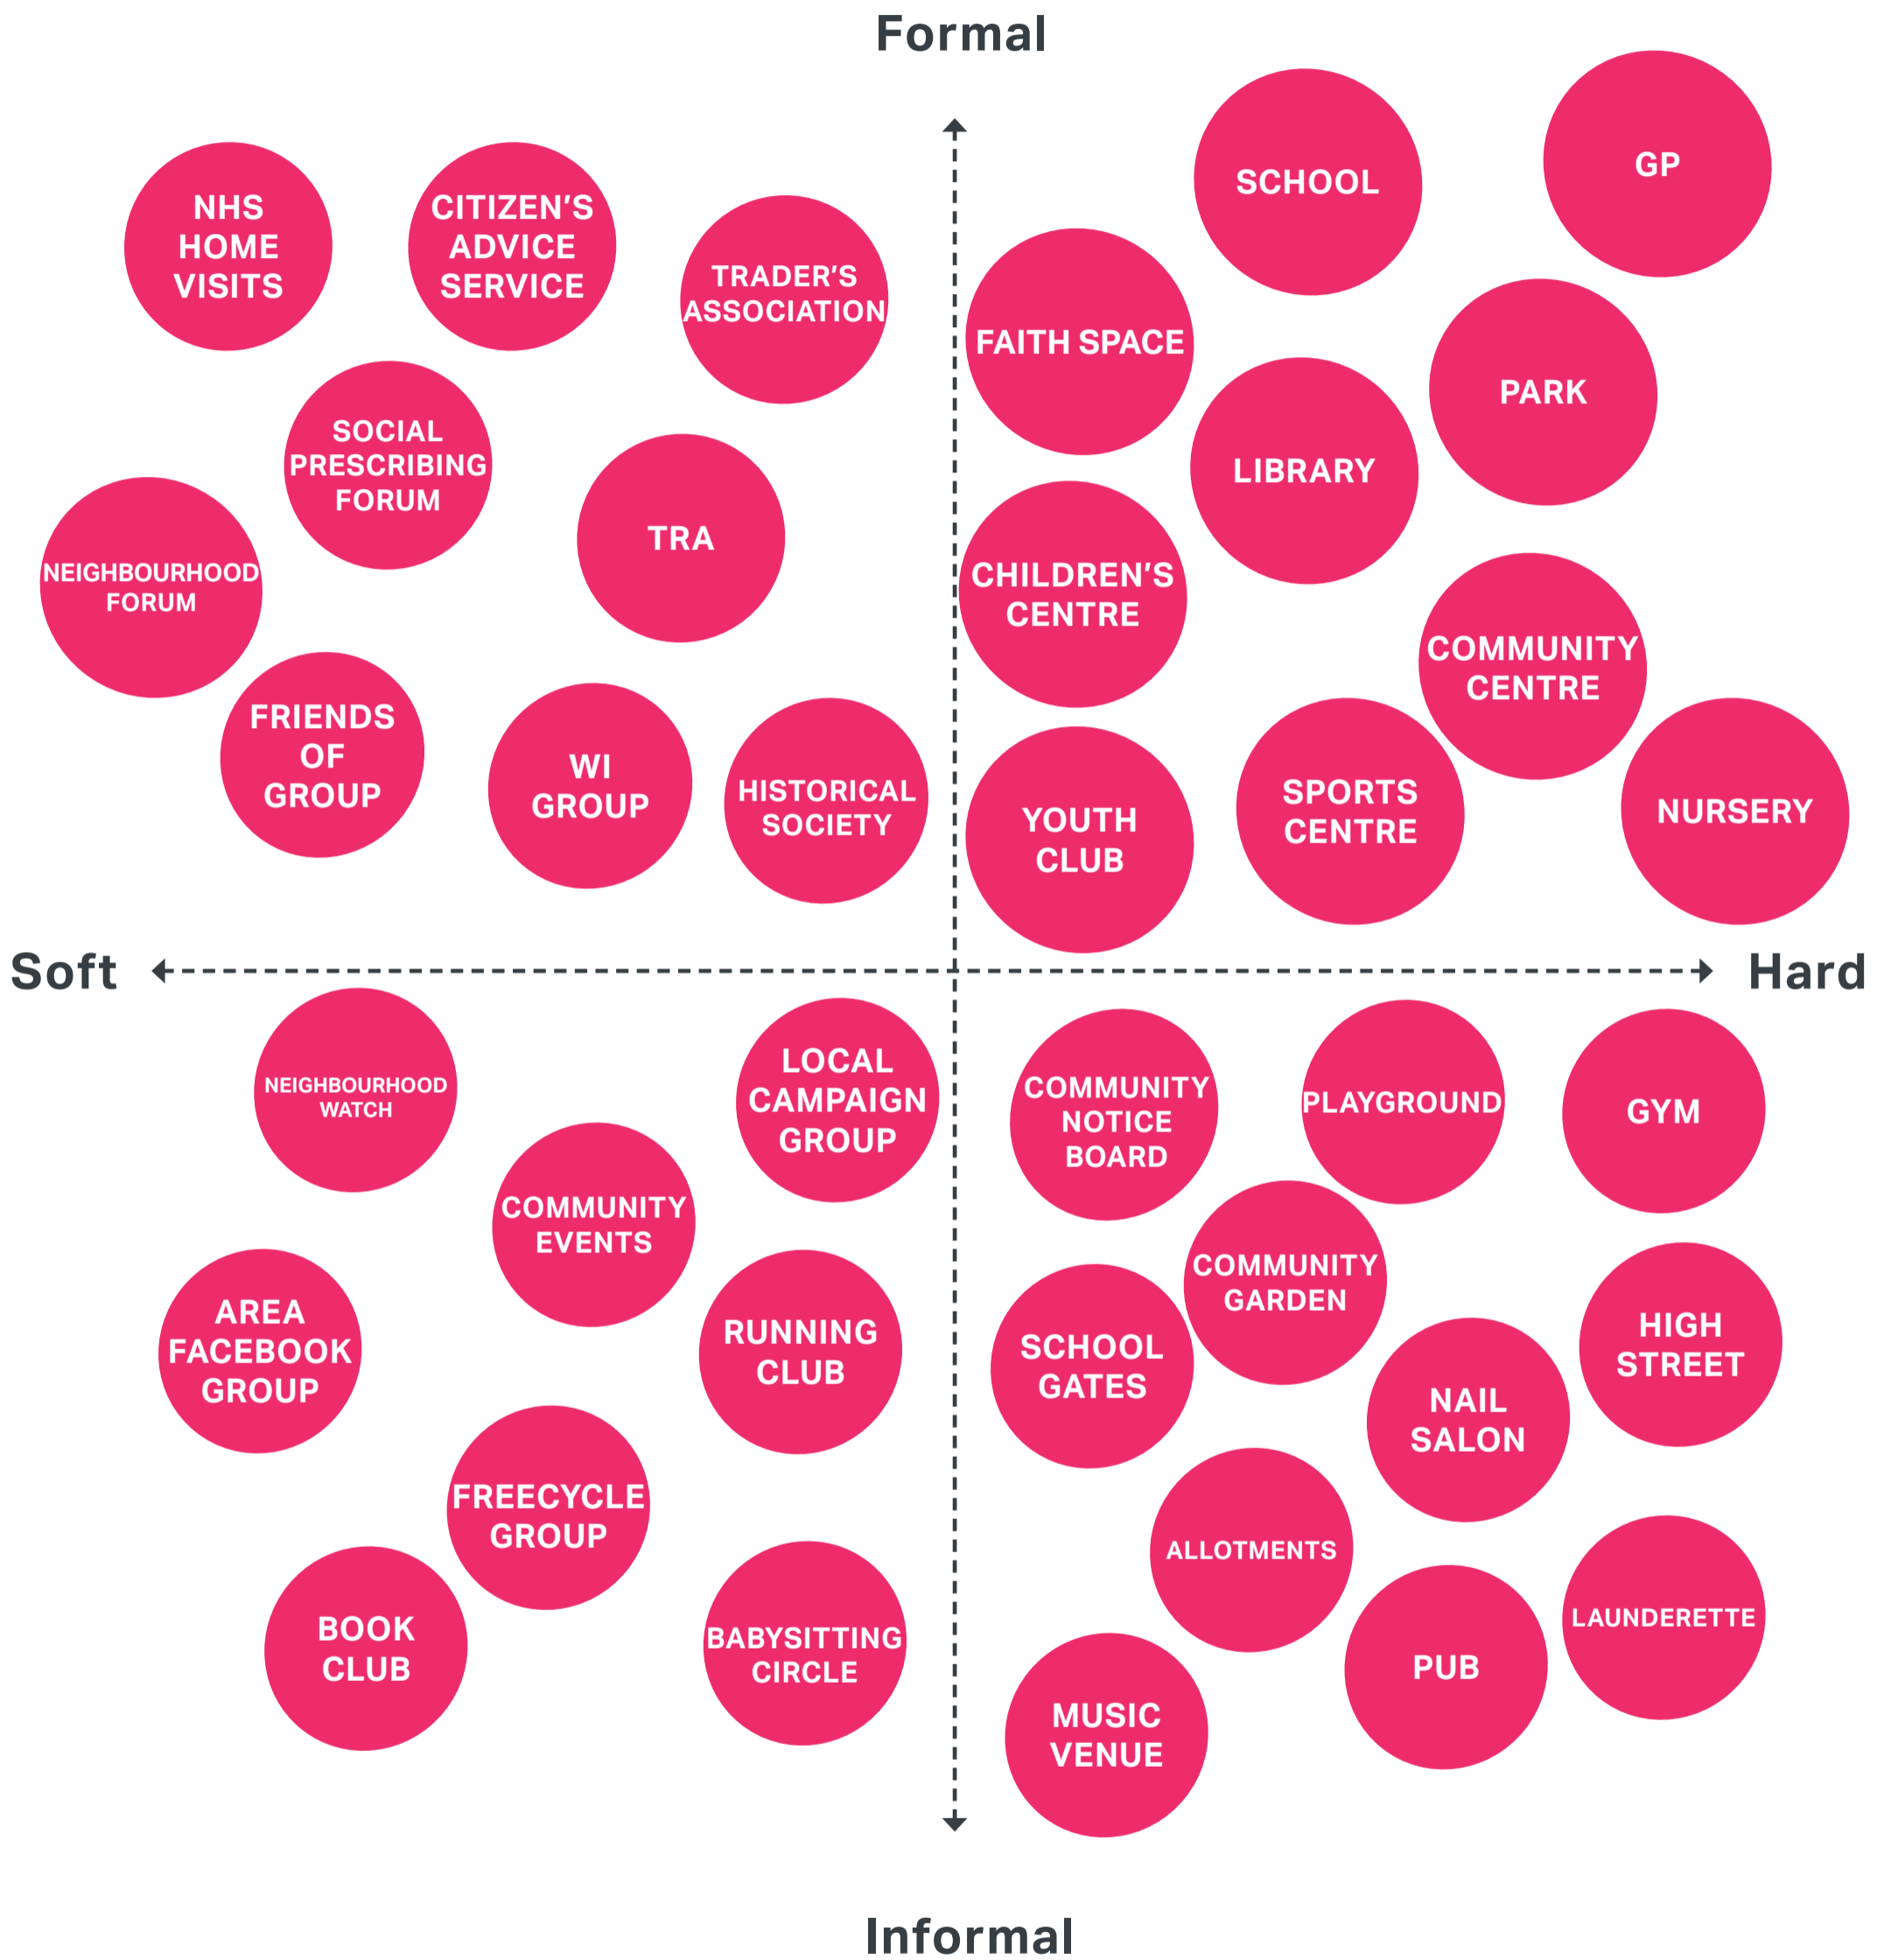 Formal
SCHOOL
GP
NHS
HOME
VISITS
CITIZEN'S
ADVICE
SERVICE
TRADER'S
ASSOCIATION
FAITH SPACE
PARK
SOCIAL
PRESCRIBING
FORUM
LIBRARY
TRA
NEIGHBOURHOOD
FORUM
CHILDREN'S
CENTRE
COMMUNITY
CENTRE
FRIENDS
OF
GROUP
WI
GROUP
HISTORICAL
SOCIETY
YOUTH
CLUB
SPORTS
CENTRE
NURSERY
Soft
Hard
NEIGHBOURHOOD
WATCH
LOCAL
CAMPAIGN
GROUP
COMMUNITY
NOTICE
BOARD
PLAYGROUND
GYM
COMMUNITY
EVENTS
COMMUNITY
GARDEN
AREA
FACEBOOK
GROUP
RUNNING
CLUB
SCHOOL
GATES
HIGH
STREET
NAIL
SALON
FREECYCLE
GROUP
ALLOTMENTS
BOOK
CLUB
BABYSITTING
CIRCLE
LAUNDERETTE
PUB
MUSIC
VENUE
Informal